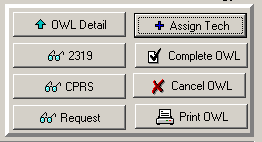 OWL Detail
Assign Tech
2319
Complete OWL
CPRS
Cancel OWL
Request
Print OWL